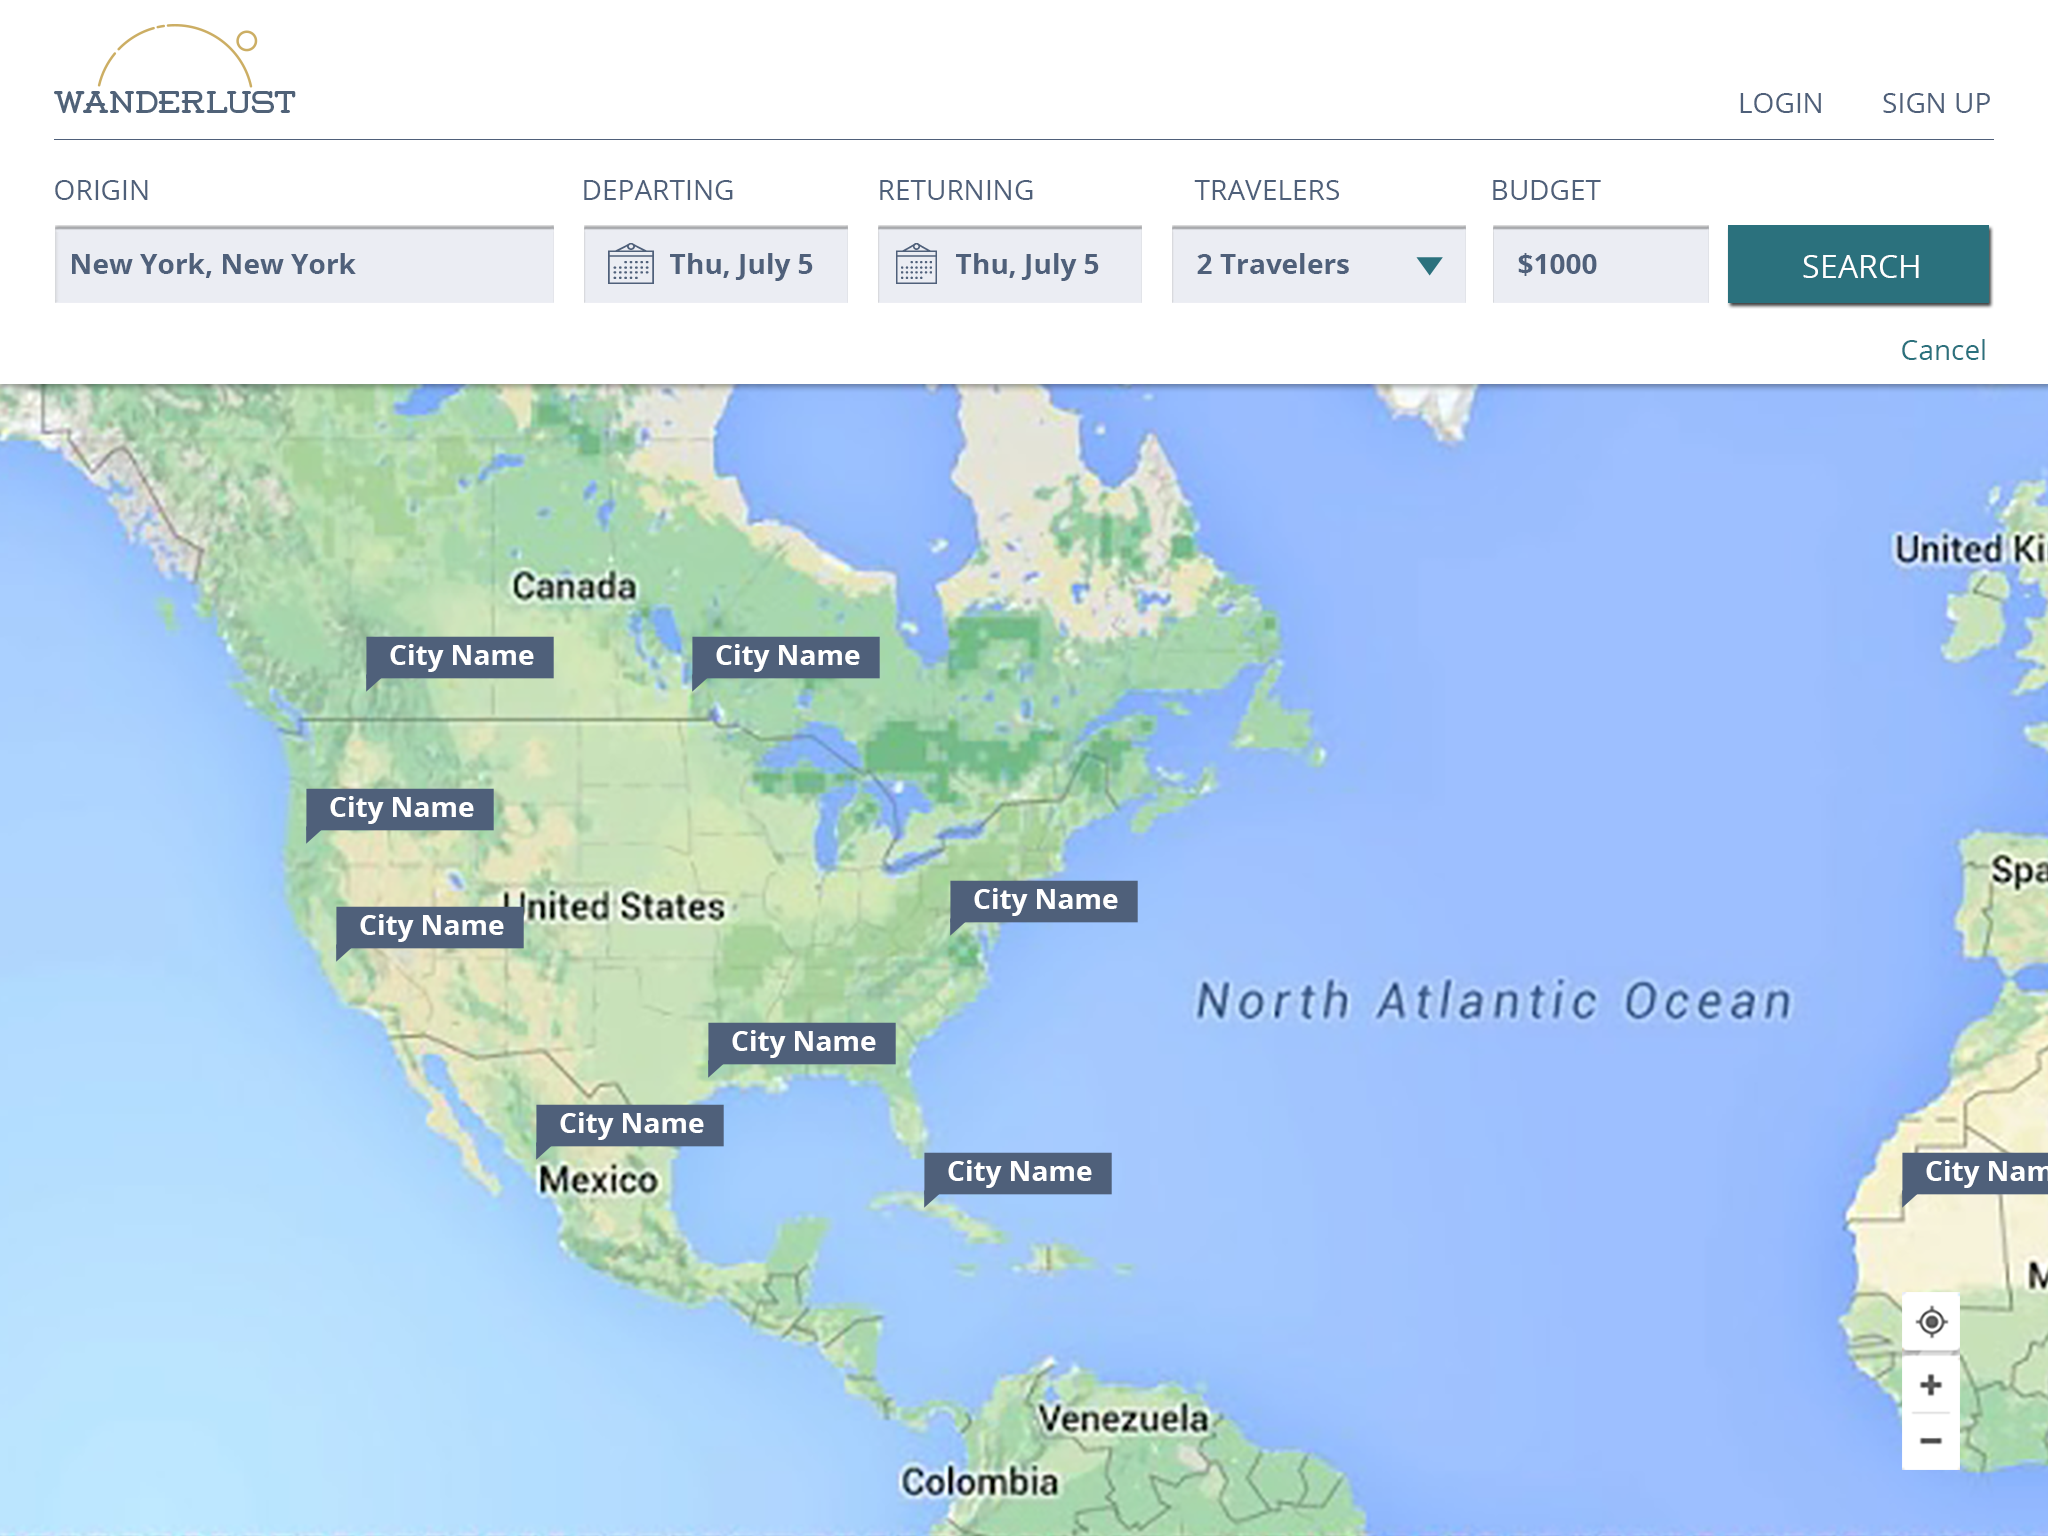 WANDERLUST
LOGIN SIGN UP
ORIGIN DEPARTING RETURNING TRAVELERS BUDGET
New York, New York Thu, July 5 Thu, July 5 2 Travelers $1000 SEARCH
Cancel
United Ki
Canada
City Name City Name
City Name
Spa
City Name United States City Name
North Atlantic Ocean
City Name
City Name
Mexico City Name City Nam
M
Venezuela
Colombia